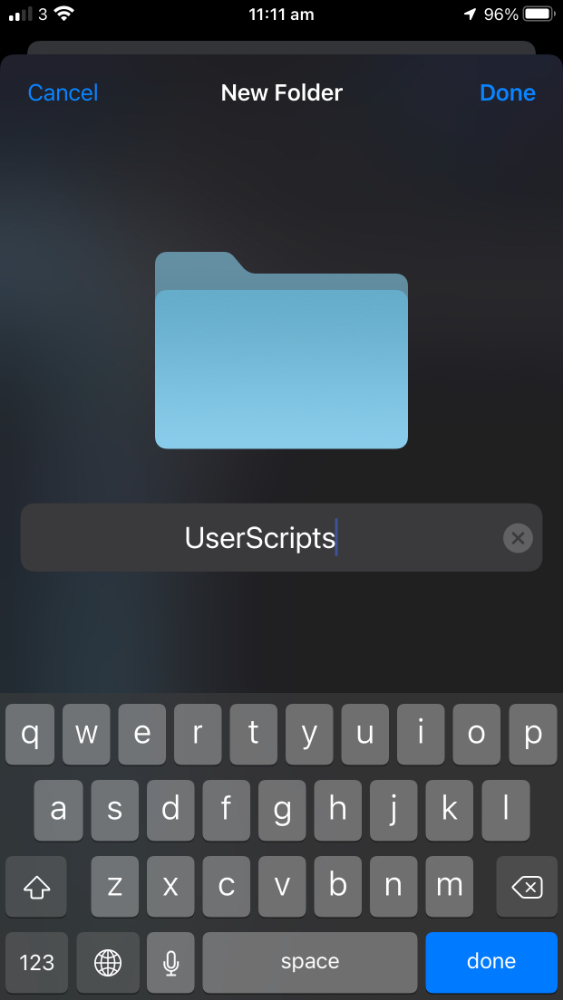 3 11:11 am 96%
Cancel New Folder Done
UserScripts
q w e r t y u i o p
a s d f g h j k l
z x c v b n m
123 space done